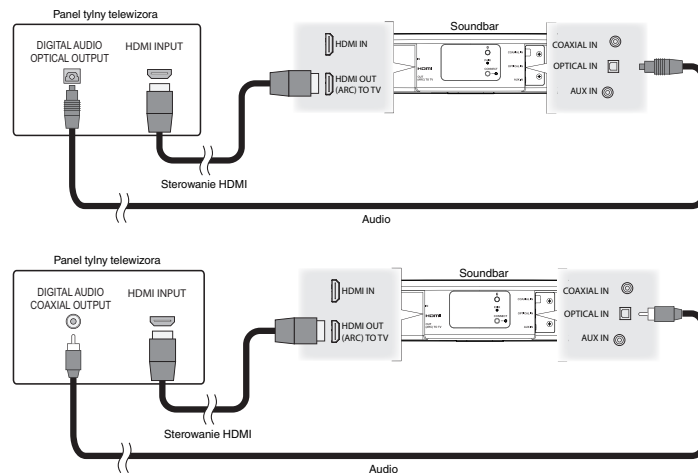 Panel tylny telewizora
DIGITAL AUDIO
OPTICAL OUTPUT
HDMI INPUT
HDMI IN
HDMI OUT
(ARC) TO TV
Soundbar
COAXIAL IN
OPTICAL IN
AUX IN
Sterowanie HDMI
Audio
Panel tylny telewizora
DIGITAL AUDIO
COAXIAL OUTPUT
HDMI INPUT
HDMI IN
HDMI OUT
(ARC) TO TV
Soundbar
COAXIAL IN
OPTICAL IN
AUX IN
Sterowanie HDMI
Audio